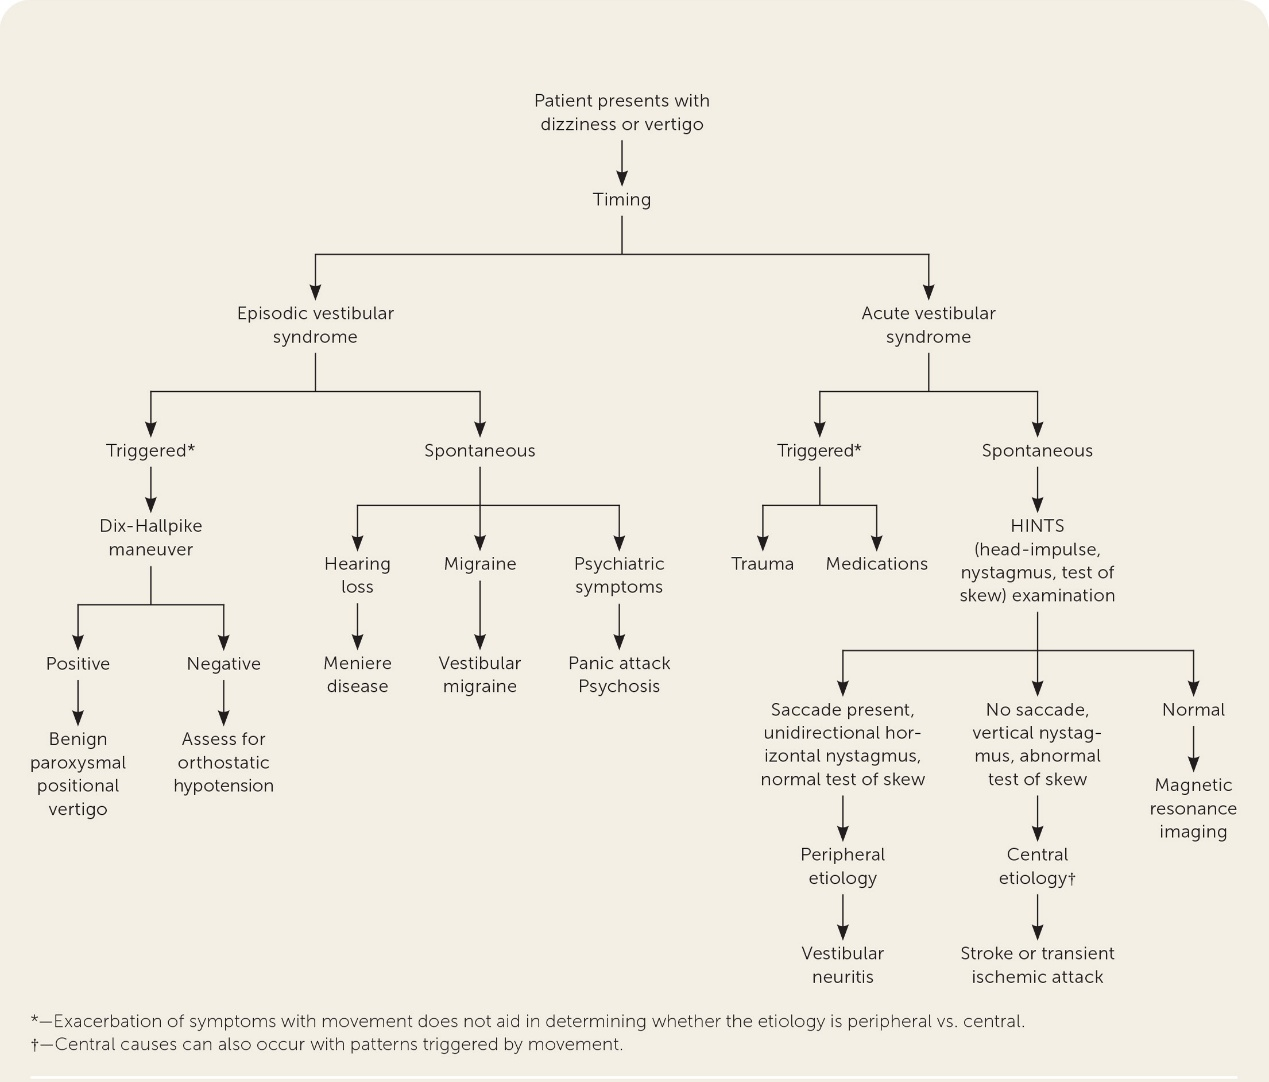 Patient presents with
dizziness or vertigo
Timing
Episodic vestibular
syndrome
Acute vestibular
syndrome
Triggered*
Spontaneous
Triggered*
Spontaneous
Dix-Hallpike
maneuver
Hearing
loss
Migraine
Psychiatric
symptoms
Trauma
Medications
HINTS
(head-impulse,
nystagmus, test of
skew) examination
Positive
Negative
Meniere
disease
Vestibular
migraine
Panic attack
Psychosis
Benign
paroxysmal
positional
vertigo
Assess for
orthostatic
hypotension
Saccade present,
unidirectional hor-
izontal nystagmus,
normal test of skew
No saccade,
vertical nystag-
mus, abnormal
test of skew
Normal
Magnetic
resonance
imaging
Peripheral
etiology
Central
etiology†
Vestibular
neuritis
Stroke or transient
ischemic attack
*—Exacerbation of symptoms with movement does not aid in determining whether the etiology is peripheral vs. central.
†—Central causes can also occur with patterns triggered by movement.